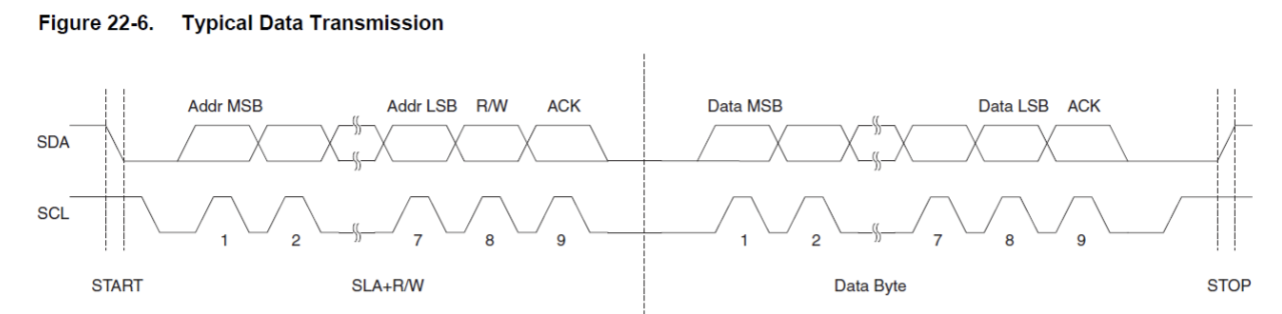 Figure 22-6. Typical Data Transmission
Addr MSB Addr LSB R/W ACK Data MSB Data LSB ACK
SDA
SCL
1 2 7 8 9 1 2 7 8 9
START SLA+R/W Data Byte STOP